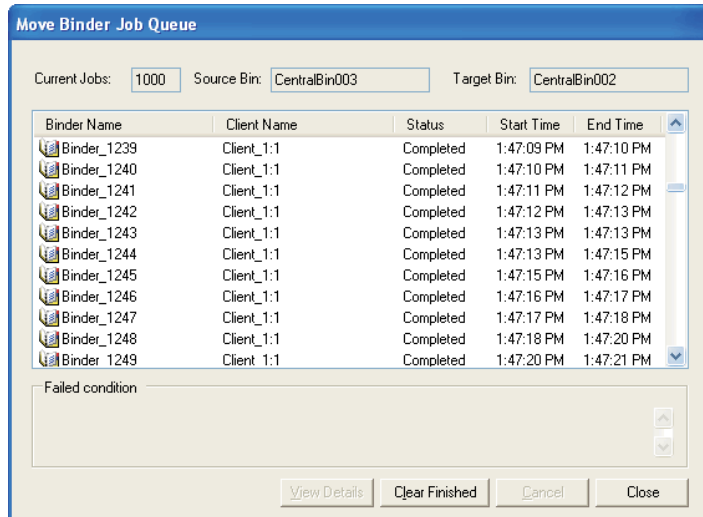 Move Binder Job Queue
Current Jobs: 1000 Source Bin: CentralBin003 Target Bin: CentralBin002
Binder Name Client Name Status Start Time End Time
Binder_1239 Client_1:1 Completed 1:47:09 PM 1:47:10 PM
Binder_1240 Client_1:1 Completed 1:47:10 PM 1:47:11 PM
Binder_1241 Client_1:1 Completed 1:47:11 PM 1:47:12 PM
Binder_1242 Client_1:1 Completed 1:47:12 PM 1:47:13 PM
Binder_1243 Client_1:1 Completed 1:47:13 PM 1:47:13 PM
Binder_1244 Client_1:1 Completed 1:47:13 PM 1:47:15 PM
Binder_1245 Client_1:1 Completed 1:47:15 PM 1:47:16 PM
Binder_1246 Client_1:1 Completed 1:47:16 PM 1:47:17 PM
Binder_1247 Client_1:1 Completed 1:47:17 PM 1:47:18 PM
Binder_1248 Client_1:1 Completed 1:47:18 PM 1:47:20 PM
Binder_1249 Client_1:1 Completed 1:47:20 PM 1:47:21 PM
Failed condition
View Details Clear Finished Cancel Close